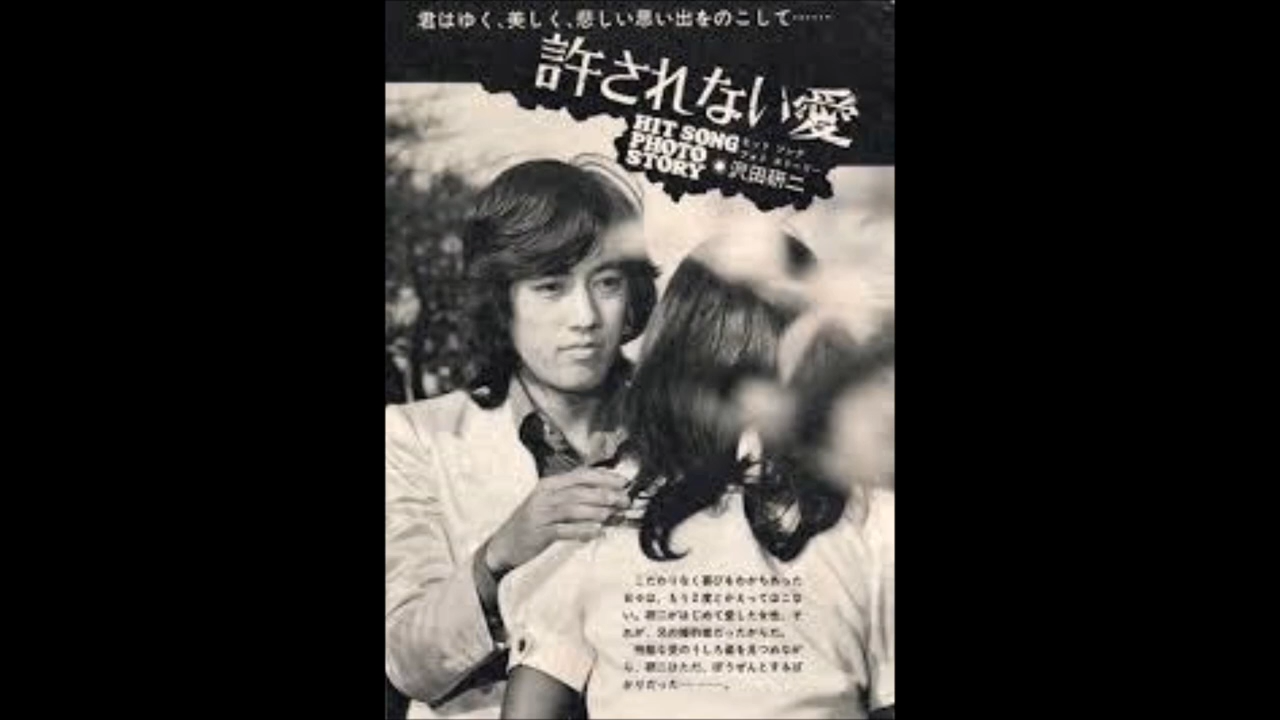 君はゆく、美しく、悲しい思い出をのこして……
許されない愛
HIT SONG
PHOTO
STORY
ヒット ソング
フォト ストーリー
●沢田研二
こだわりなく喜びをわかちあった
日々は、もう2度とかえってはこな
い。研二がはじめて愛した女性、そ
れが、兄の婚約者だったからだ。
な愛のうしろ姿を見つめなが
ら、研二はただ、ぼうぜんとするば
かりだった———。